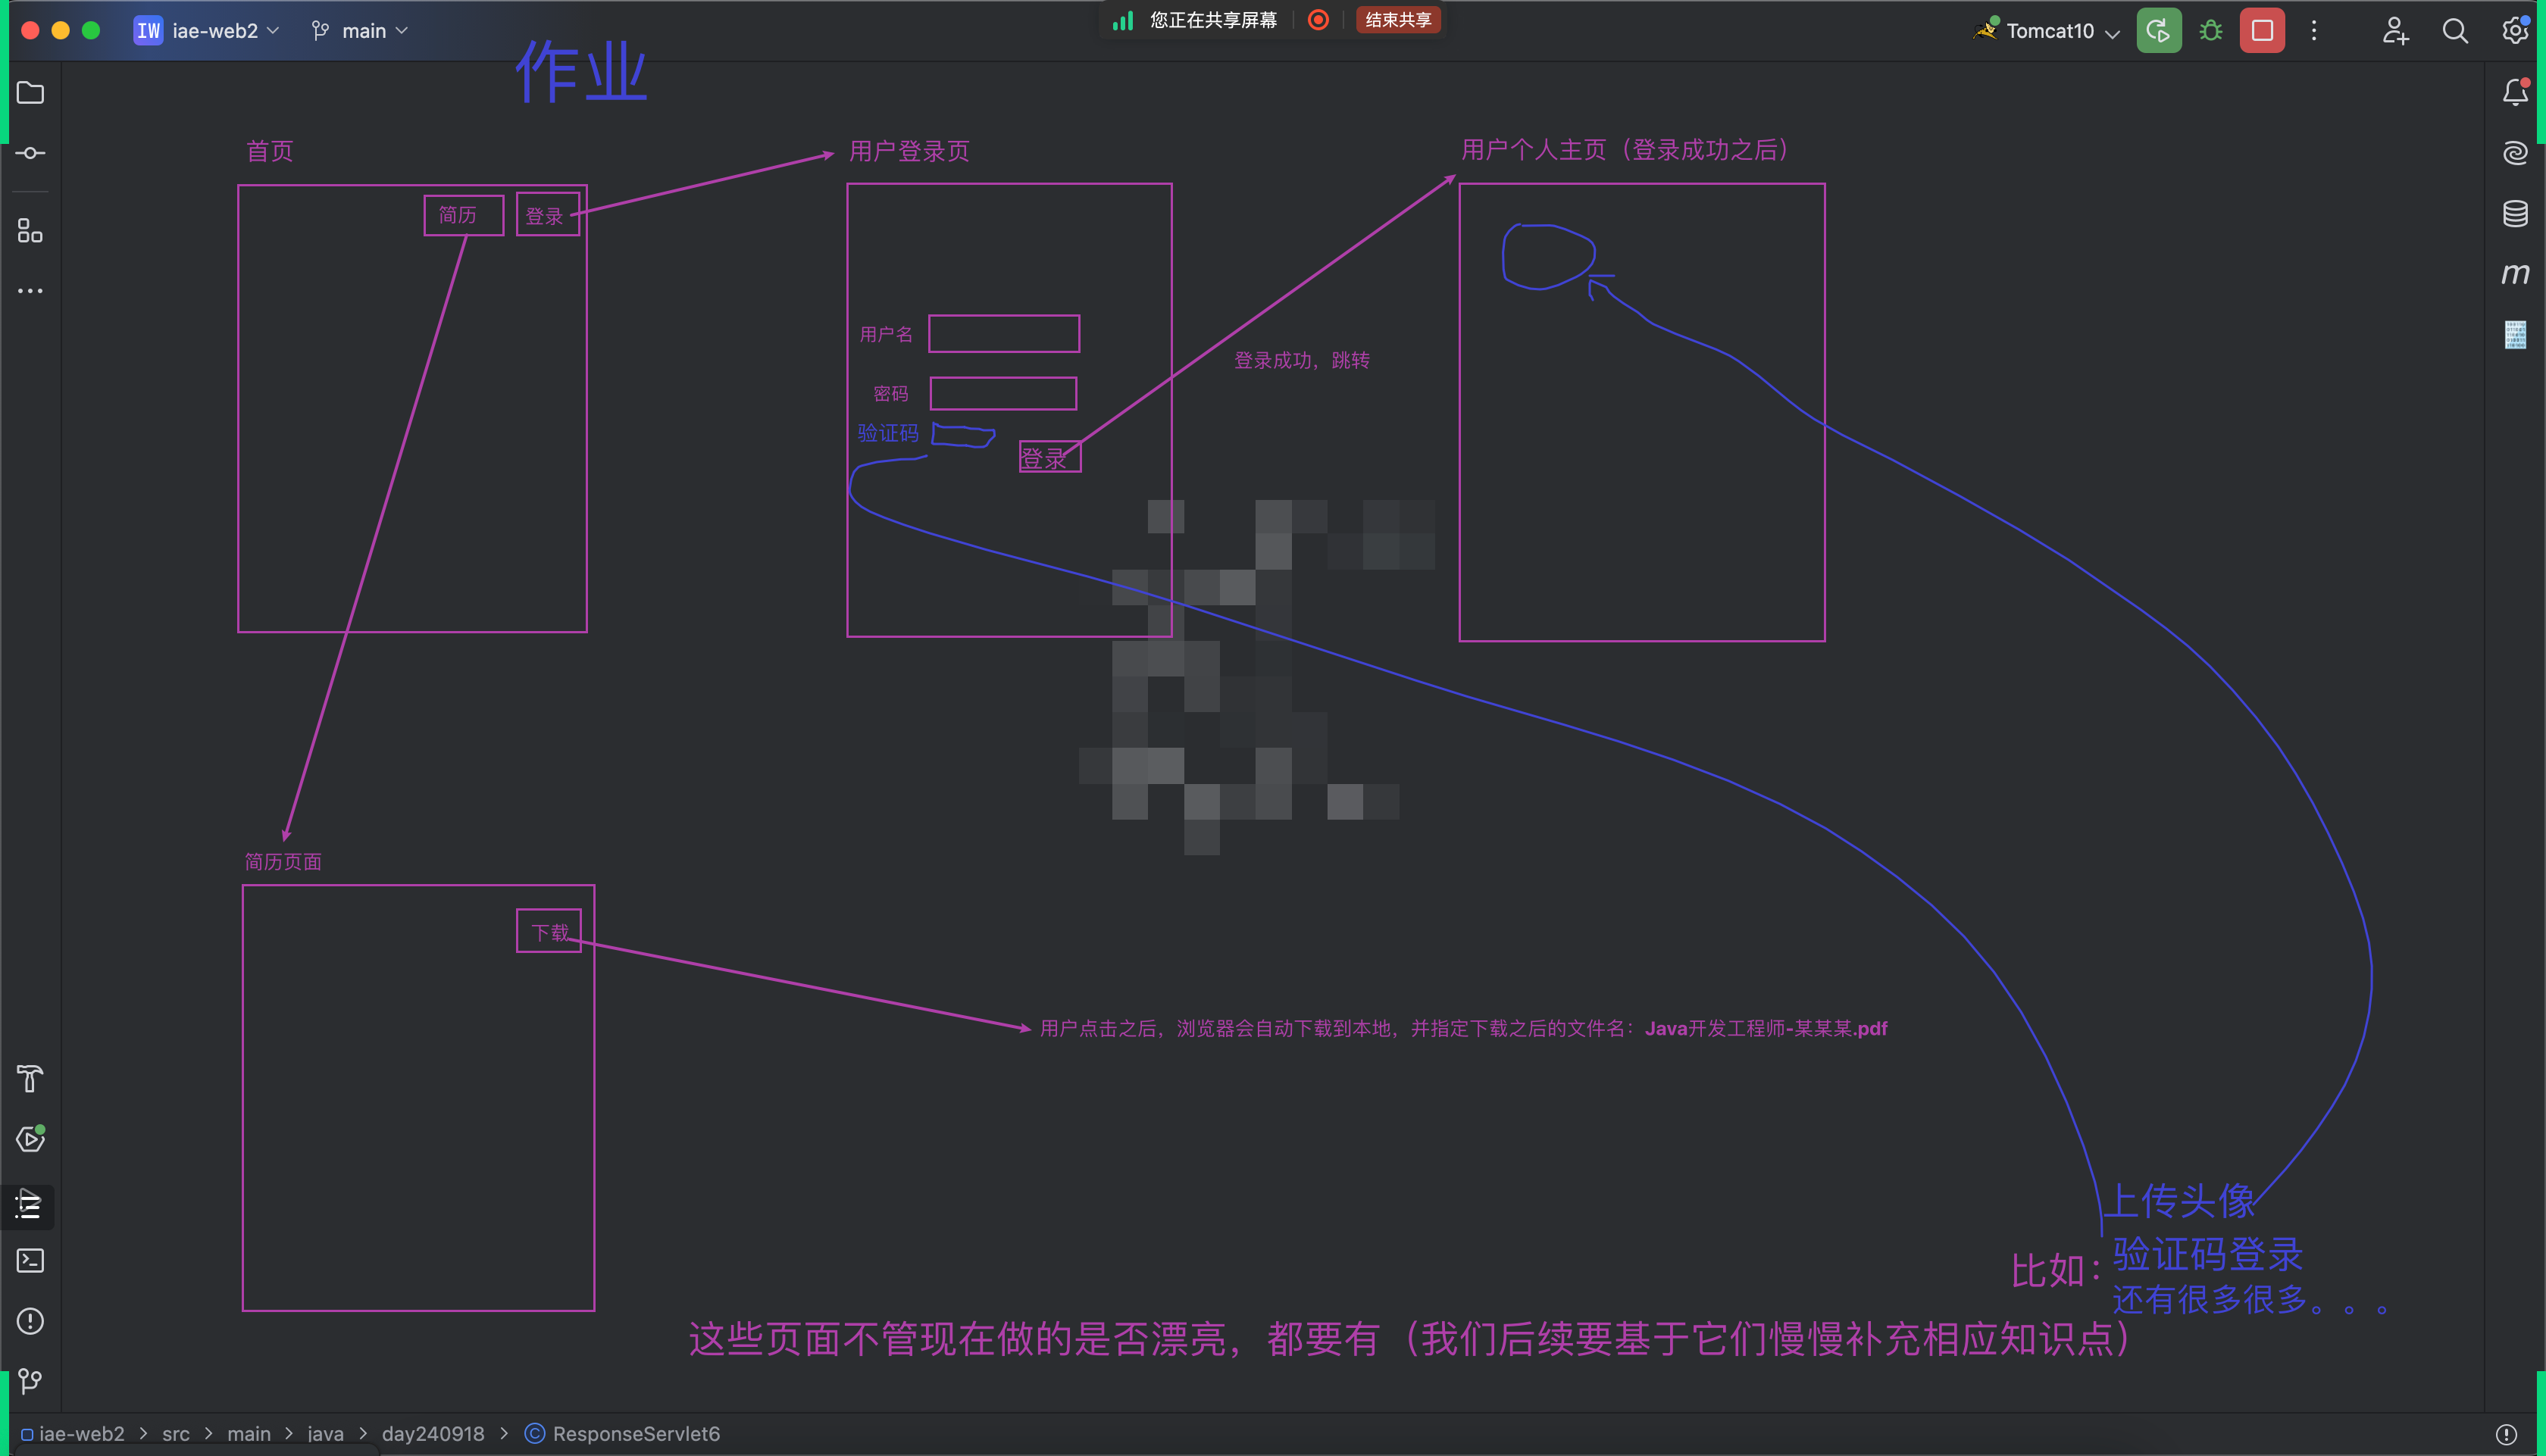 IW iae-web2 main
您正在共享屏幕 结束共享
Tomcat10
作业
首页
用户登录页
用户个人主页（登录成功之后）
简历 登录
用户名
登录成功，跳转
密码
验证码
登录
简历页面
下载
用户点击之后，浏览器会自动下载到本地，并指定下载之后的文件名：Java开发工程师-某某某.pdf
上传头像
比如：验证码登录
还有很多很多。。。
这些页面不管现在做的是否漂亮，都要有（我们后续要基于它们慢慢补充相应知识点）
iae-web2 > src > main > java > day240918 > ResponseServlet6